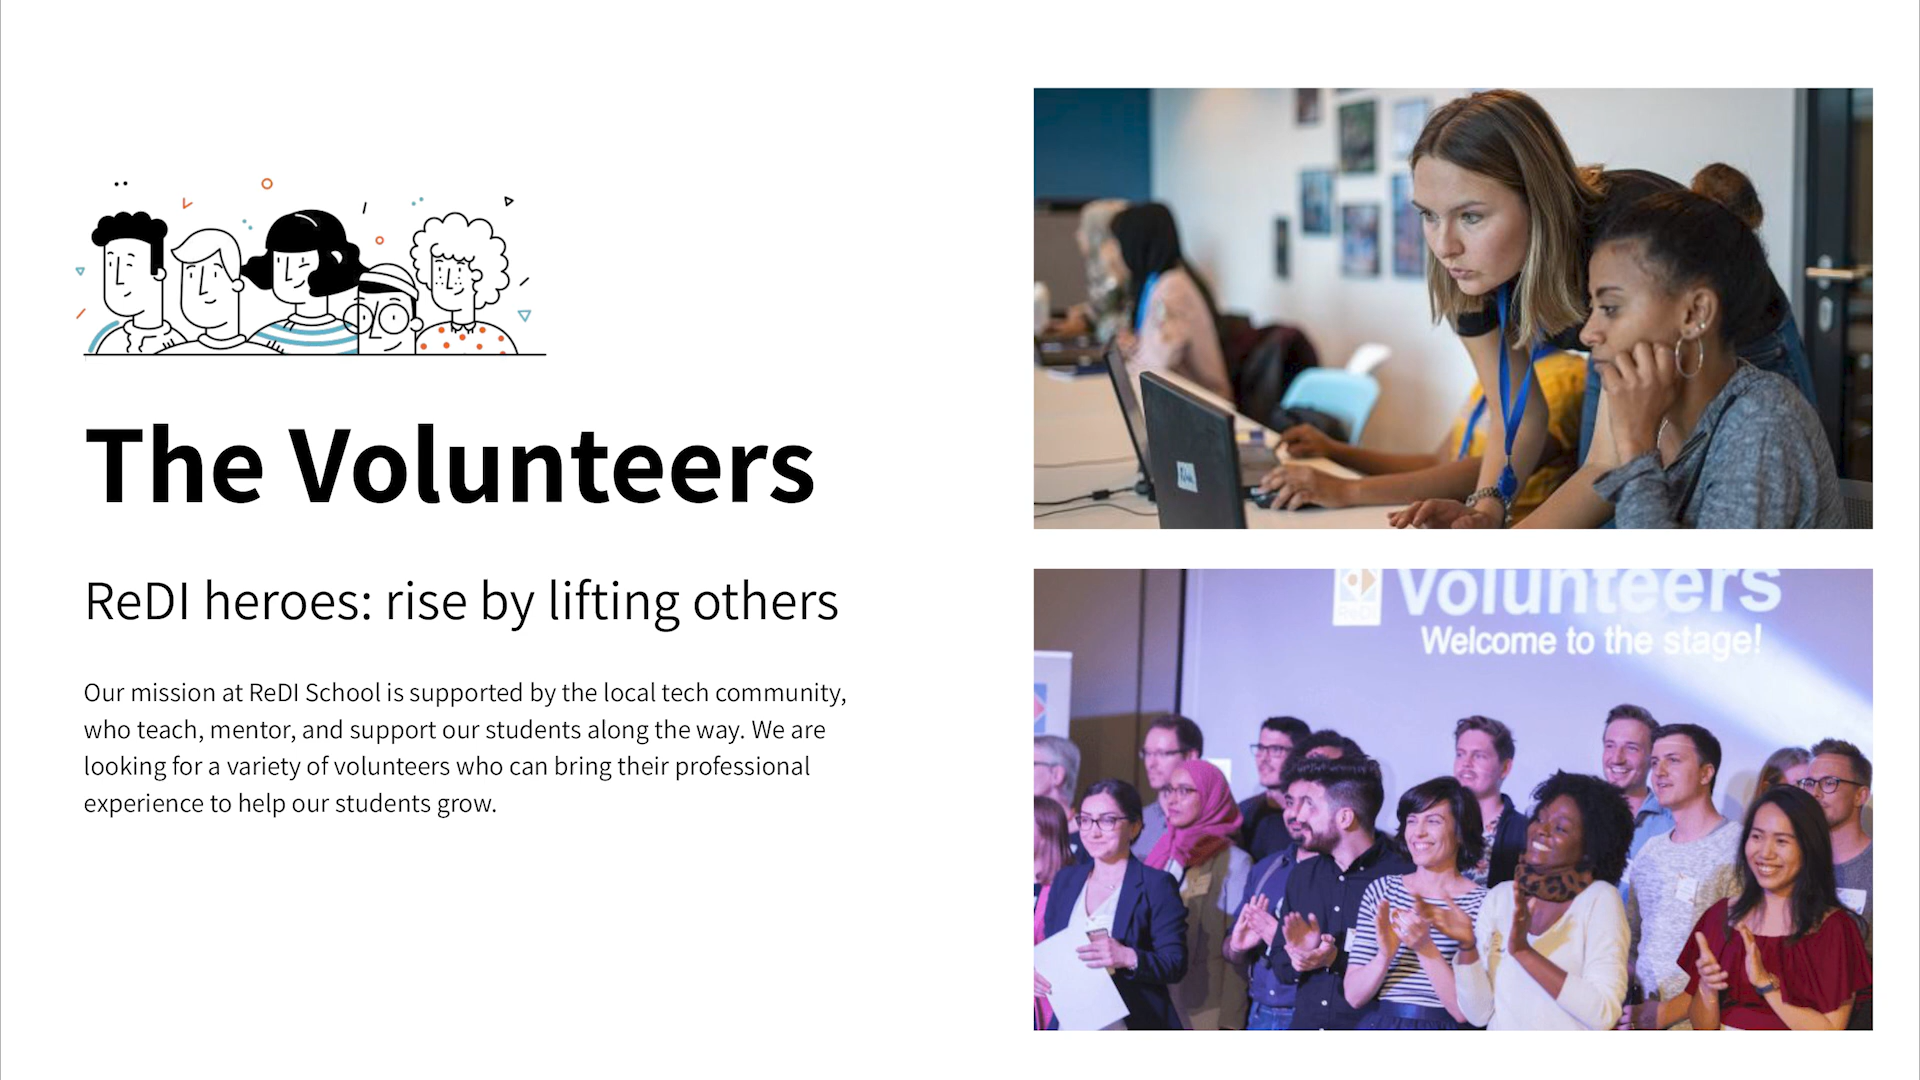 The Volunteers
ReDI heroes: rise by lifting others
Our mission at ReDI School is supported by the local tech community,
who teach, mentor, and support our students along the way. We are
looking for a variety of volunteers who can bring their professional
experience to help our students grow.
Volunteers
Welcome to the stage!